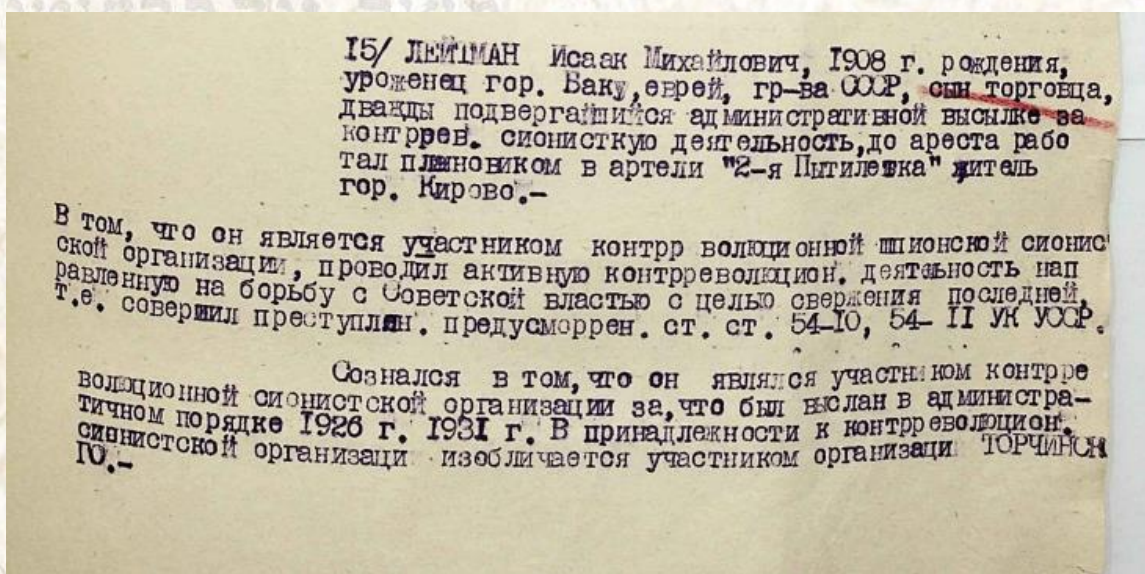 15/ ЛЕЙТМАН Исаак Михайлович, 1908 г. рождения,
уроженец гор. Баку, еврей, гр-ва СССР, сын торговца,
дважды подвергавшийся административной высылке за
контррев. сионисткую деятельность, до ареста рабо
тал плановиком в артели "2-я Пытилетка" житель
гор. Кирово.-
В том, что он является участником контрр волюционной шпионской сионис
ской организации, проводил активную контрреволюцион. деятельность нап
равленную на борьбу с Советской властью с целью свержения последней,
т.е. совершил преступлян. предусморрен. ст. ст. 54-10, 54- II УК УССР.
Сознался в том, что он являлся участником контрре
волюционной сионистской организации за, что был выслан в администра-
тичном порядке 1926 г. 1931 г. В принадлежности к контрреволюцион.
сионистской организаци изобличается участником организаци ТОРЧИНСК
ГО.-